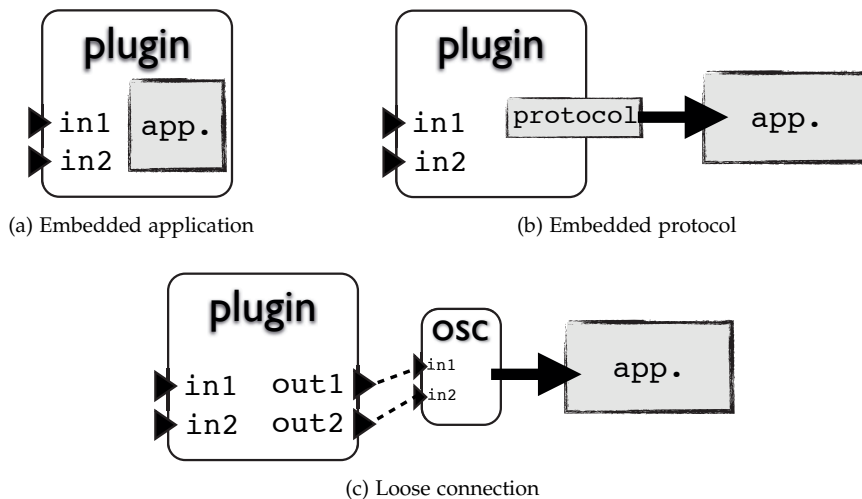 plugin
in1
app.
in2
(a) Embedded application
plugin
in1
in2
protocol
app.
(b) Embedded protocol
plugin
in1 out1
in2 out2
OSC
in1
in2
app.
(c) Loose connection